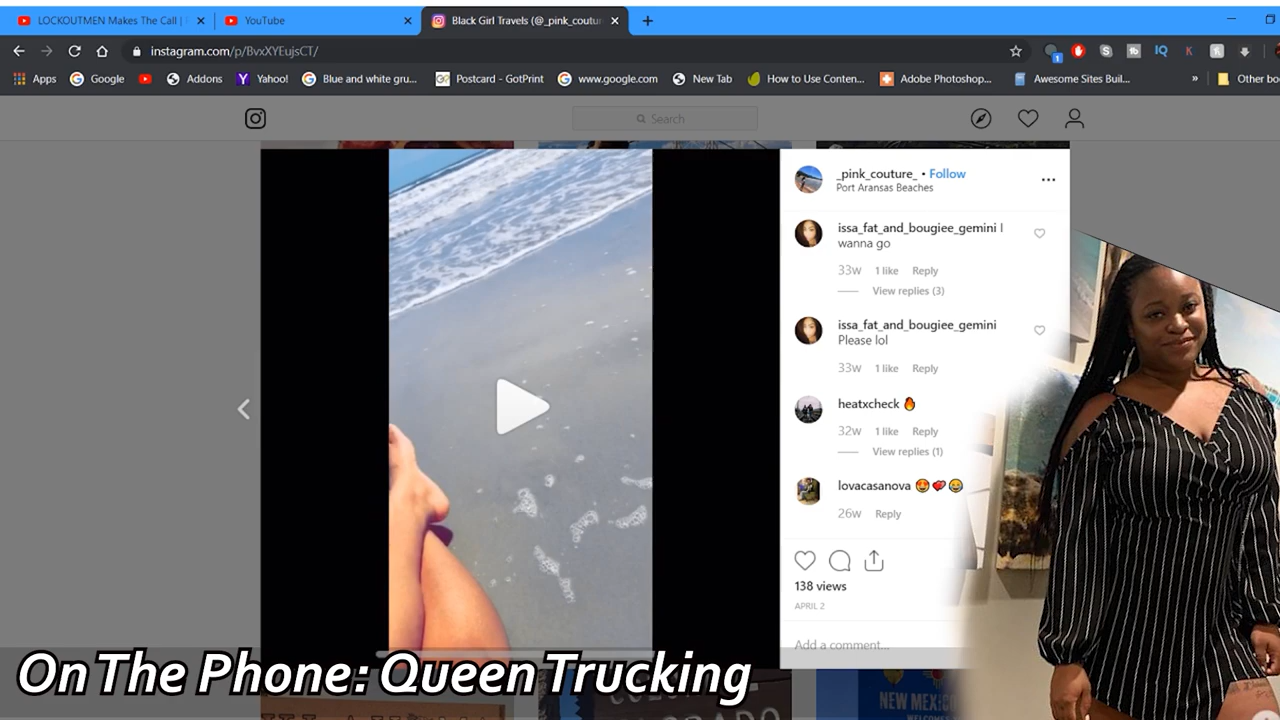 LOCKOUTMEN Makes The Call |
YouTube
Black Girl Travels (@_pink_coutu
instagram.com/p/BvxXYEujsCT/
Apps
Google
Addons
Yahoo!
Blue and white gru...
Postcard - GotPrint
www.google.com
New Tab
How to Use Conten...
Adobe Photoshop...
Awesome Sites Buil...
»
Other bo
Search
_pink_couture_ • Follow
Port Aransas Beaches
issa_fat_and_bougiee_gemini I
wanna go
33w 1 like Reply
View replies (3)
issa_fat_and_bougiee_gemini
Please lol
33w 1 like Reply
heatxcheck 🔥
32w 1 like Reply
View replies (1)
lovacasanova 😍💕😂
26w Reply
138 views
APRIL 2
Add a comment...
On The Phone: Queen Trucking
NEW MEXIC